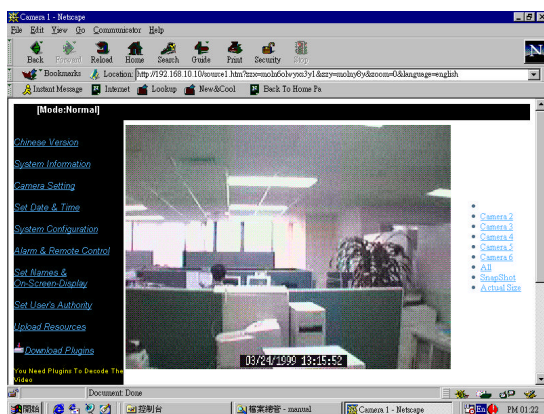 Camera 1 - Netscape
File Edit View Go Communicator Help
Back Forward Reload Home Search Guide Print Security Stop
Bookmarks Location: http://192.168.10.10/source1.htm?zzx=moln6olwyxs3y1&zzy=molny6y&zoom=0&language=english
Instant Message Internet Lookup New&Cool Back To Home Pa
[Mode:Normal]
Chinese Version
System Information
Camera Setting
Set Date & Time
System Configuration
Alarm & Remote Control
Set Names &
On-Screen-Display
Set User's Authority
Upload Resources
Download Plugins
You Need Plugins To Decode The
Video
03/24/1999 13:15:52
Camera 2
Camera 3
Camera 4
Camera 5
Camera 6
All
SnapShot
Actual Size
Document: Done
開始
控制台
檔案總管 - manual
Camera 1 - Netscape
En
PM 01:22